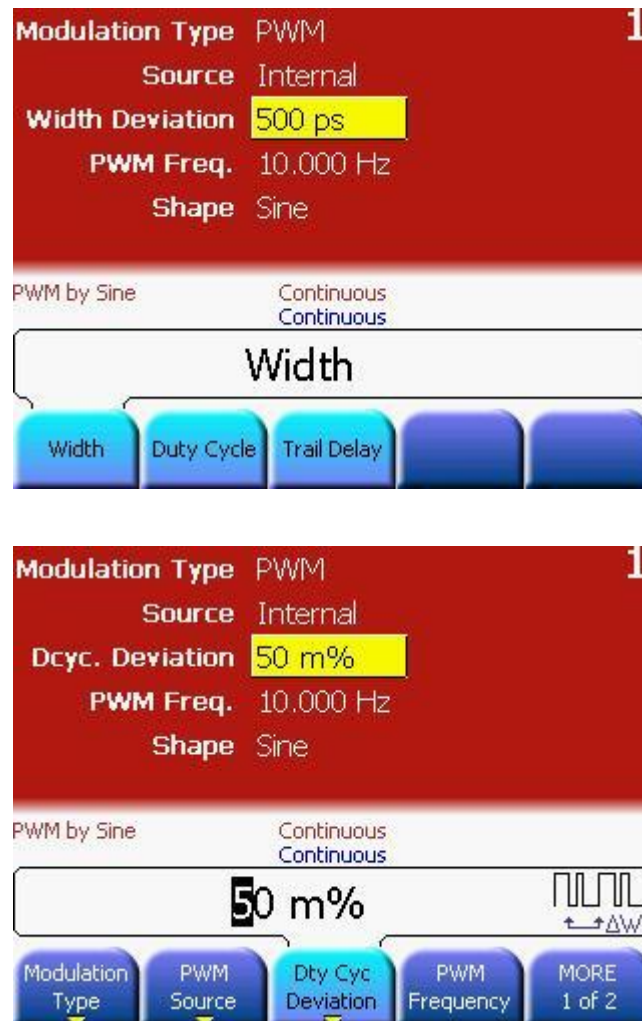 Modulation Type PWM 1
Source Internal
Width Deviation 500 ps
PWM Freq. 10.000 Hz
Shape Sine
PWM by Sine Continuous
Continuous
Width
Width Duty Cycle Trail Delay
Modulation Type PWM 1
Source Internal
Dcyc. Deviation 50 m%
PWM Freq. 10.000 Hz
Shape Sine
PWM by Sine Continuous
Continuous
50 m%
ΔW
Modulation PWM Dty Cyc PWM MORE
Type Source Deviation Frequency 1 of 2